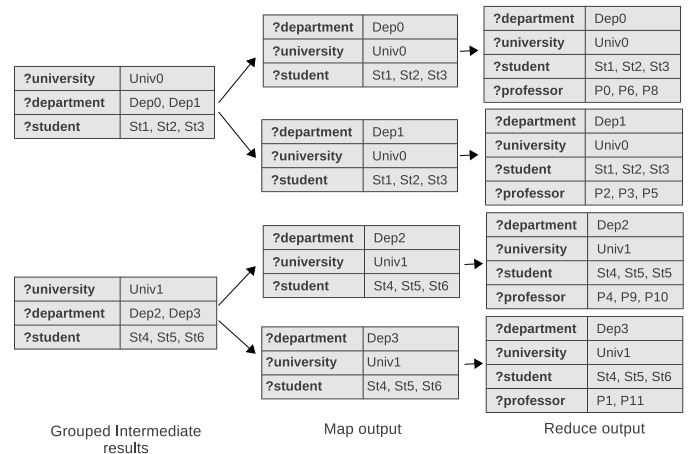 ?university Univ0
?department Dep0, Dep1
?student St1, St2, St3
?university Univ1
?department Dep2, Dep3
?student St4, St5, St6
Grouped Intermediate
results
?department Dep0
?university Univ0
?student St1, St2, St3
?department Dep1
?university Univ0
?student St1, St2, St3
?department Dep2
?university Univ1
?student St4, St5, St6
?department Dep3
?university Univ1
?student St4, St5, St6
Map output
?department Dep0
?university Univ0
?student St1, St2, St3
?professor P0, P6, P8
?department Dep1
?university Univ0
?student St1, St2, St3
?professor P2, P3, P5
?department Dep2
?university Univ1
?student St4, St5, St5
?professor P4, P9, P10
?department Dep3
?university Univ1
?student St4, St5, St6
?professor P1, P11
Reduce output